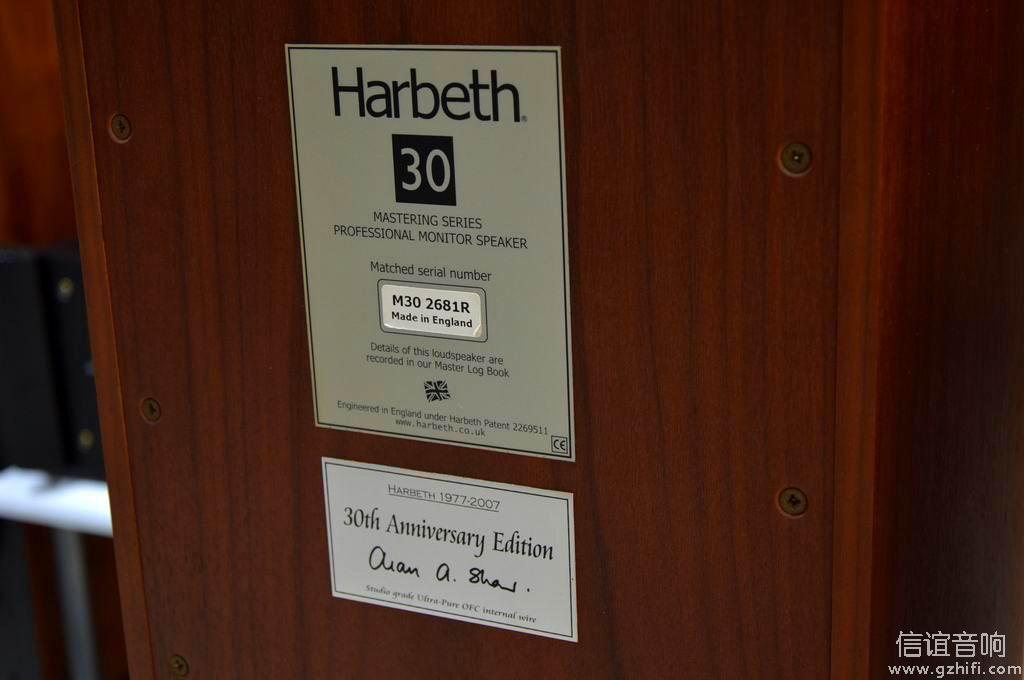 Harbeth®
30
MASTERING SERIES
PROFESSIONAL MONITOR SPEAKER
Matched serial number
M30 2681R
Made in England
Details of this loudspeaker are
recorded in our Master Log Book
Engineered in England under Harbeth Patent 2269511
www.harbeth.co.uk
CE
HARBETH 1977-2007
30th Anniversary Edition
Alan A. Shaw.
Studio grade Ultra-Pure OFC internal wire
信谊音响
www.gzhifi.com